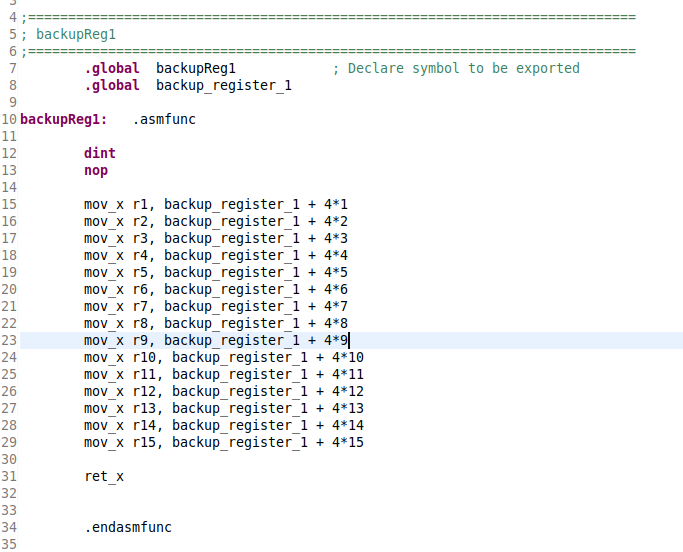 3
4 ;============================================================================
5 ; backupReg1
6 ;============================================================================
7         .global  backupReg1            ; Declare symbol to be exported
8         .global  backup_register_1
9
10 backupReg1:   .asmfunc
11
12         dint
13         nop
14
15         mov_x r1, backup_register_1 + 4*1
16         mov_x r2, backup_register_1 + 4*2
17         mov_x r3, backup_register_1 + 4*3
18         mov_x r4, backup_register_1 + 4*4
19         mov_x r5, backup_register_1 + 4*5
20         mov_x r6, backup_register_1 + 4*6
21         mov_x r7, backup_register_1 + 4*7
22         mov_x r8, backup_register_1 + 4*8
23         mov_x r9, backup_register_1 + 4*9
24         mov_x r10, backup_register_1 + 4*10
25         mov_x r11, backup_register_1 + 4*11
26         mov_x r12, backup_register_1 + 4*12
27         mov_x r13, backup_register_1 + 4*13
28         mov_x r14, backup_register_1 + 4*14
29         mov_x r15, backup_register_1 + 4*15
30
31         ret_x
32
33
34         .endasmfunc
35